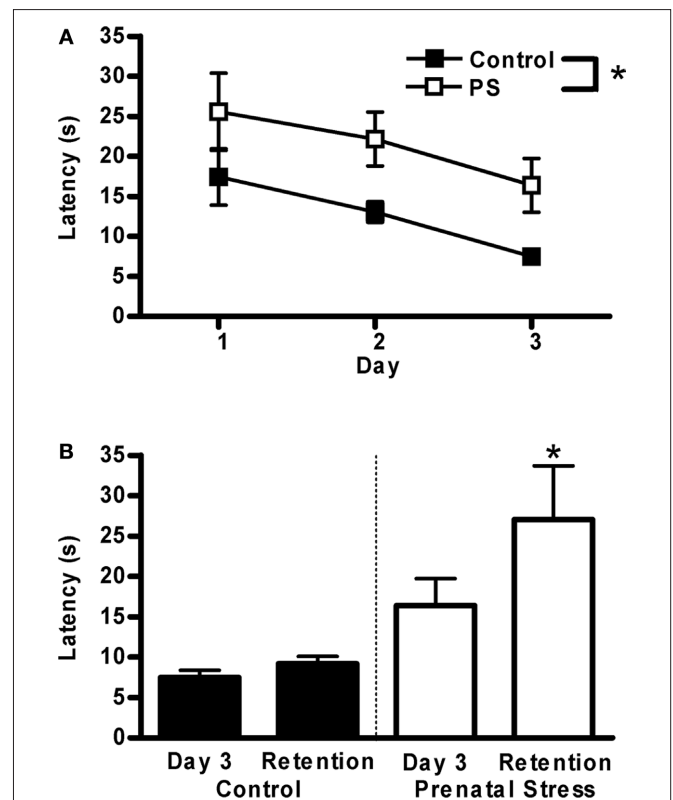 A
35
30
25
20
15
10
5
0
Latency (s)
Control
PS
*
1 2 3
Day
B
35
30
25
20
15
10
5
0
Latency (s)
*
Day 3 Retention Day 3 Retention
Control Prenatal Stress